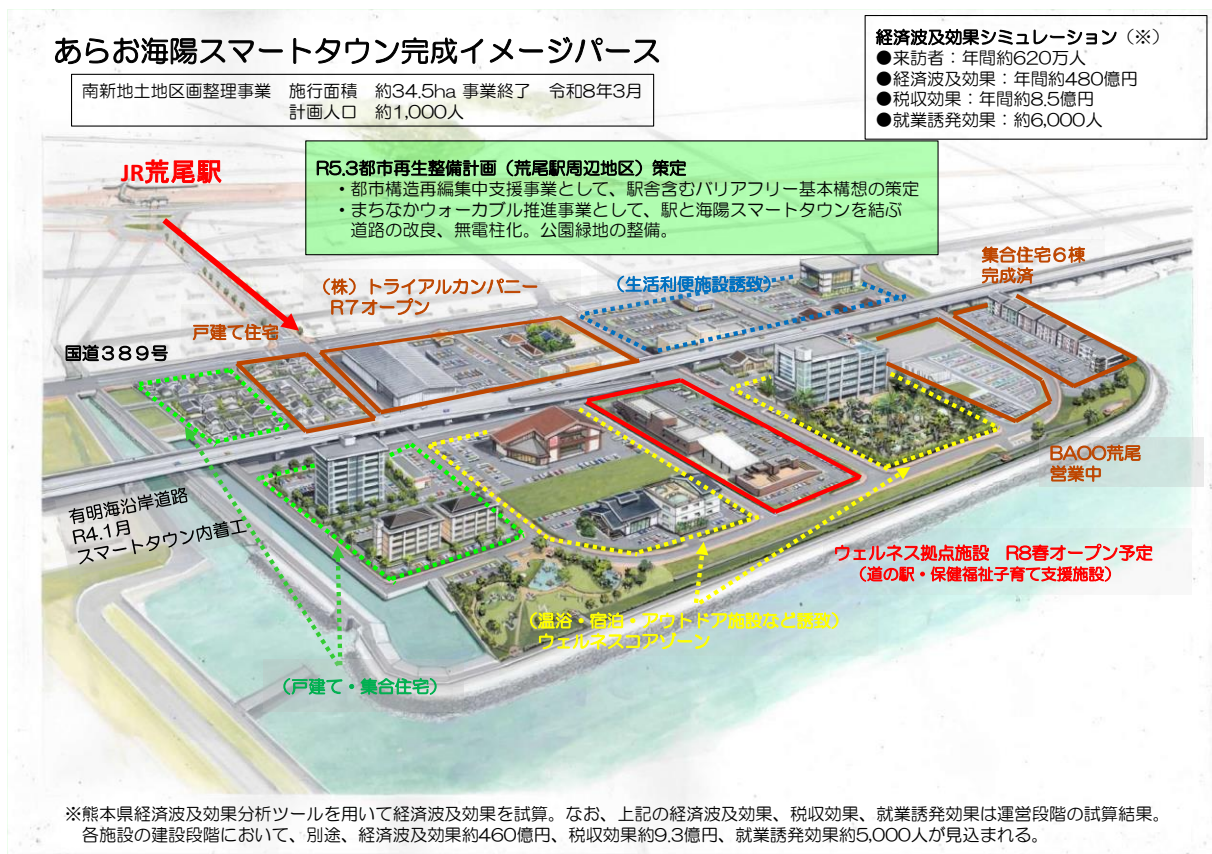 あらお海陽スマートタウン完成イメージパース
南新地土地区画整理事業　施行面積　約34.5ha 事業終了　令和8年3月
計画人口　約1,000人
経済波及効果シミュレーション（※）
●来訪者：年間約620万人
●経済波及効果：年間約480億円
●税収効果：年間約8.5億円
●就業誘発効果：約6,000人
JR荒尾駅
R5.3都市再生整備計画（荒尾駅周辺地区）策定
・都市構造再編集中支援事業として、駅舎含むバリアフリー基本構想の策定
・まちなかウォーカブル推進事業として、駅と海陽スマートタウンを結ぶ
道路の改良、無電柱化。公園緑地の整備。
集合住宅６棟
完成済
（株）トライアルカンパニー
R7オープン
（生活利便施設誘致）
戸建て住宅
国道３８９号
BAOO荒尾
営業中
有明海沿岸道路
R4.1月
スマートタウン内着工
ウェルネス拠点施設　R8春オープン予定
（道の駅・保健福祉子育て支援施設）
（温浴・宿泊・アウトドア施設など誘致）
ウェルネスコアゾーン
（戸建て・集合住宅）
※熊本県経済波及効果分析ツールを用いて経済波及効果を試算。なお、上記の経済波及効果、税収効果、就業誘発効果は運営段階の試算結果。
各施設の建設段階において、別途、経済波及効果約460億円、税収効果約9.3億円、就業誘発効果約5,000人が見込まれる。